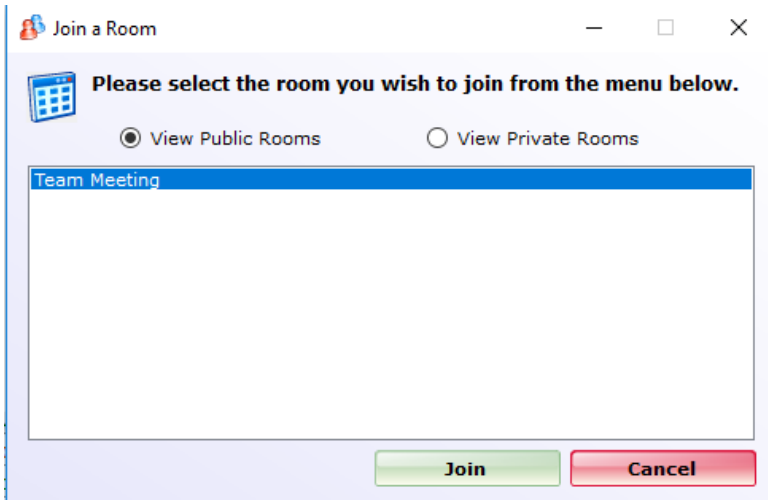 Join a Room
Please select the room you wish to join from the menu below.
View Public Rooms View Private Rooms
Team Meeting
Join Cancel